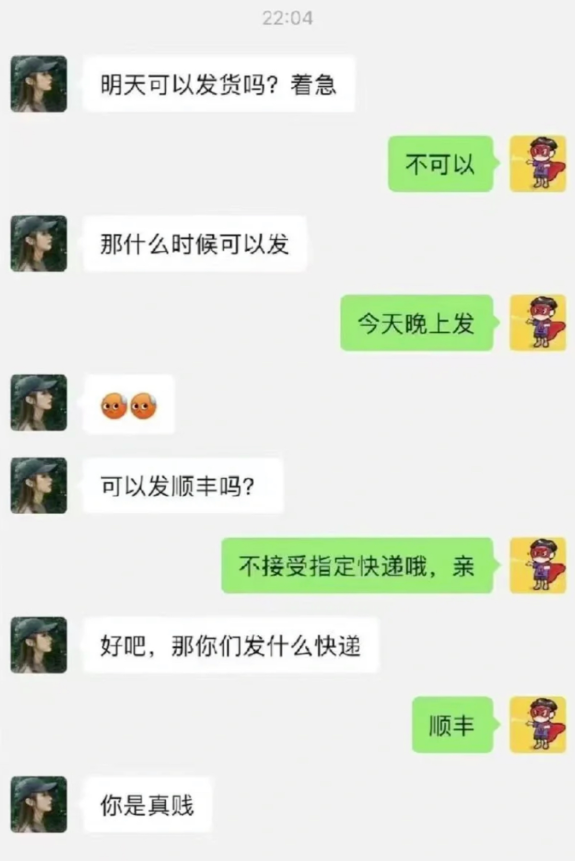 22:04
明天可以发货吗？着急
不可以
那什么时候可以发
今天晚上发
可以发顺丰吗？
不接受指定快递哦，亲
好吧，那你们发什么快递
顺丰
你是真贱